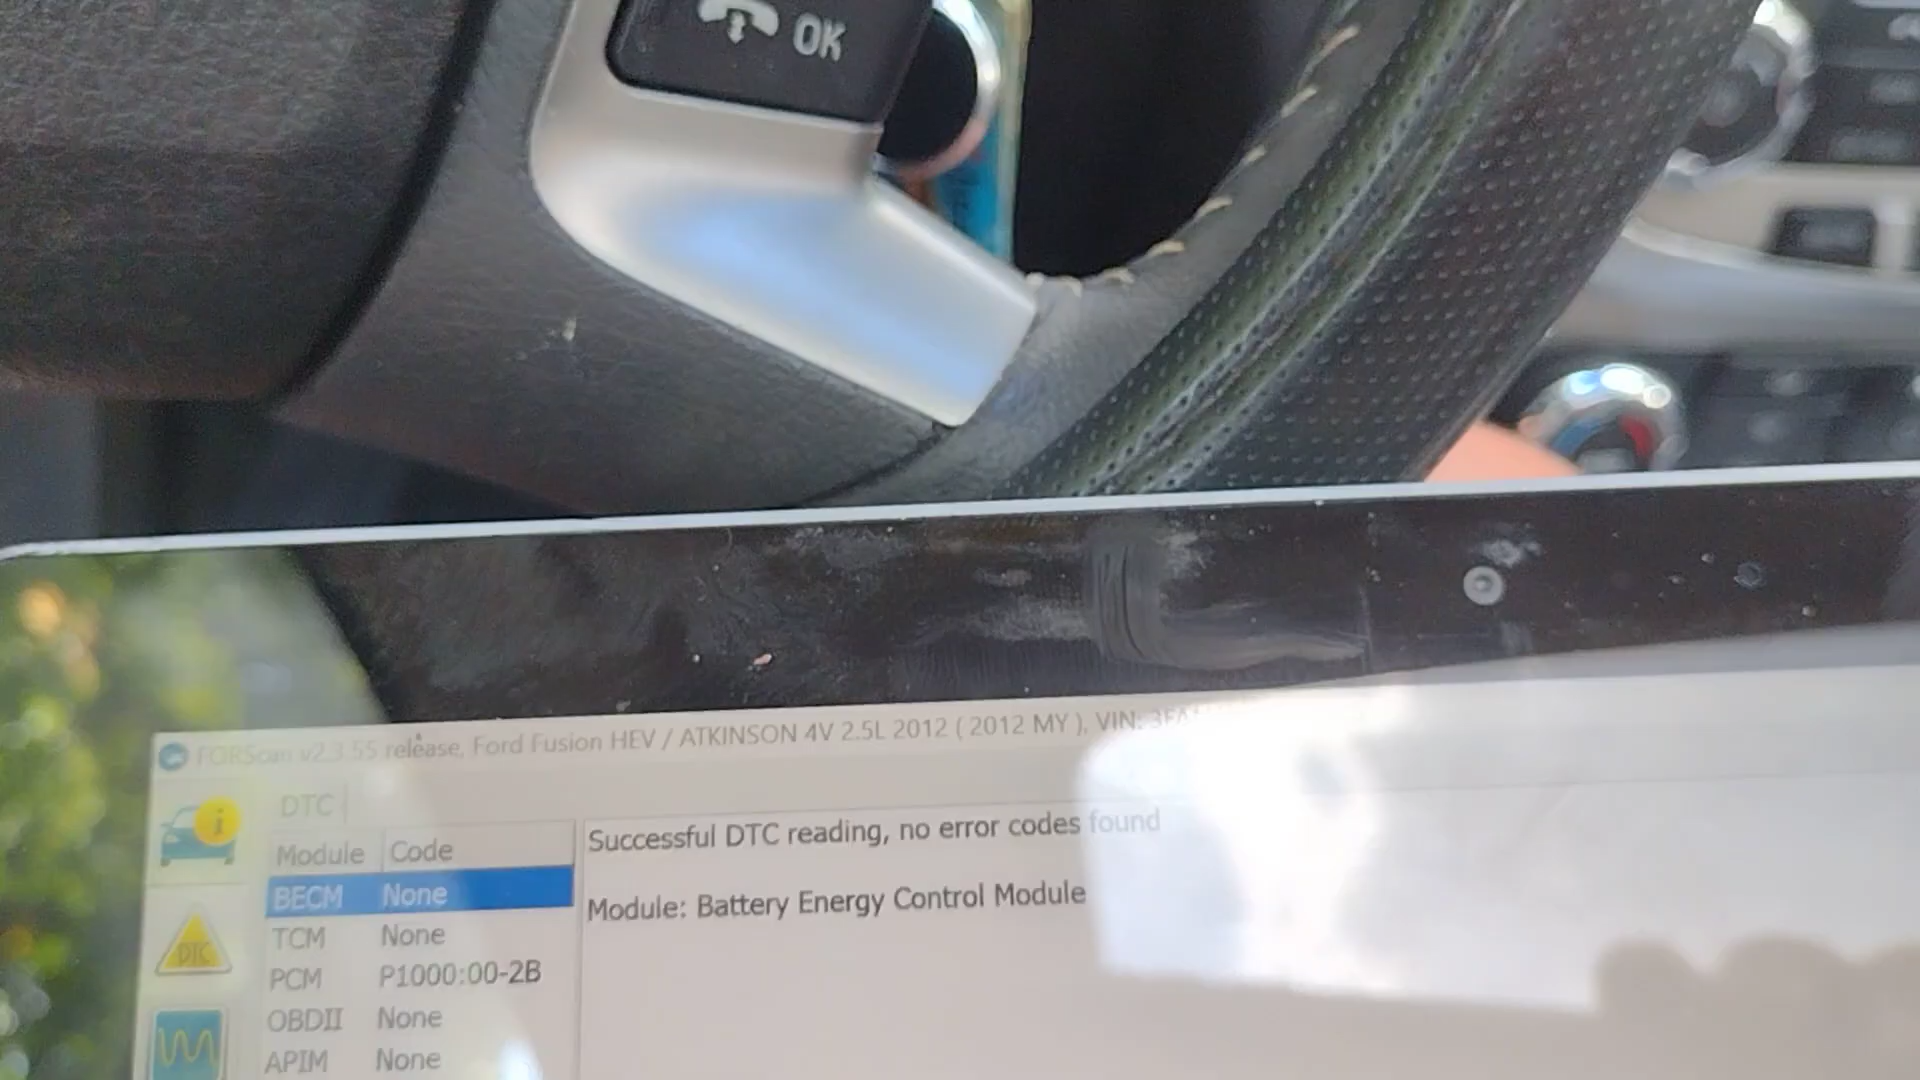 OK
FORScan v2.3.55 release, Ford Fusion HEV / ATKINSON 4V 2.5L 2012 ( 2012 MY ), VIN: 3FA
DTC
Module Code
BECM None
TCM None
PCM P1000:00-2B
OBDII None
APIM None
Successful DTC reading, no error codes found
Module: Battery Energy Control Module
DTC